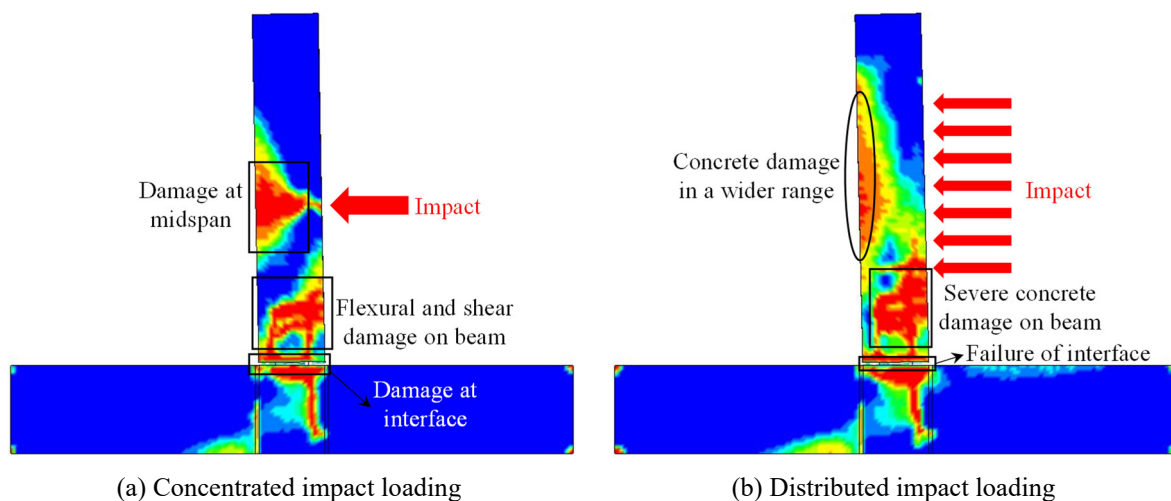 Damage at
midspan
Impact
Flexural and shear
damage on beam
Damage at
interface
(a) Concentrated impact loading
Concrete damage
in a wider range
Impact
Severe concrete
damage on beam
Failure of interface
(b) Distributed impact loading